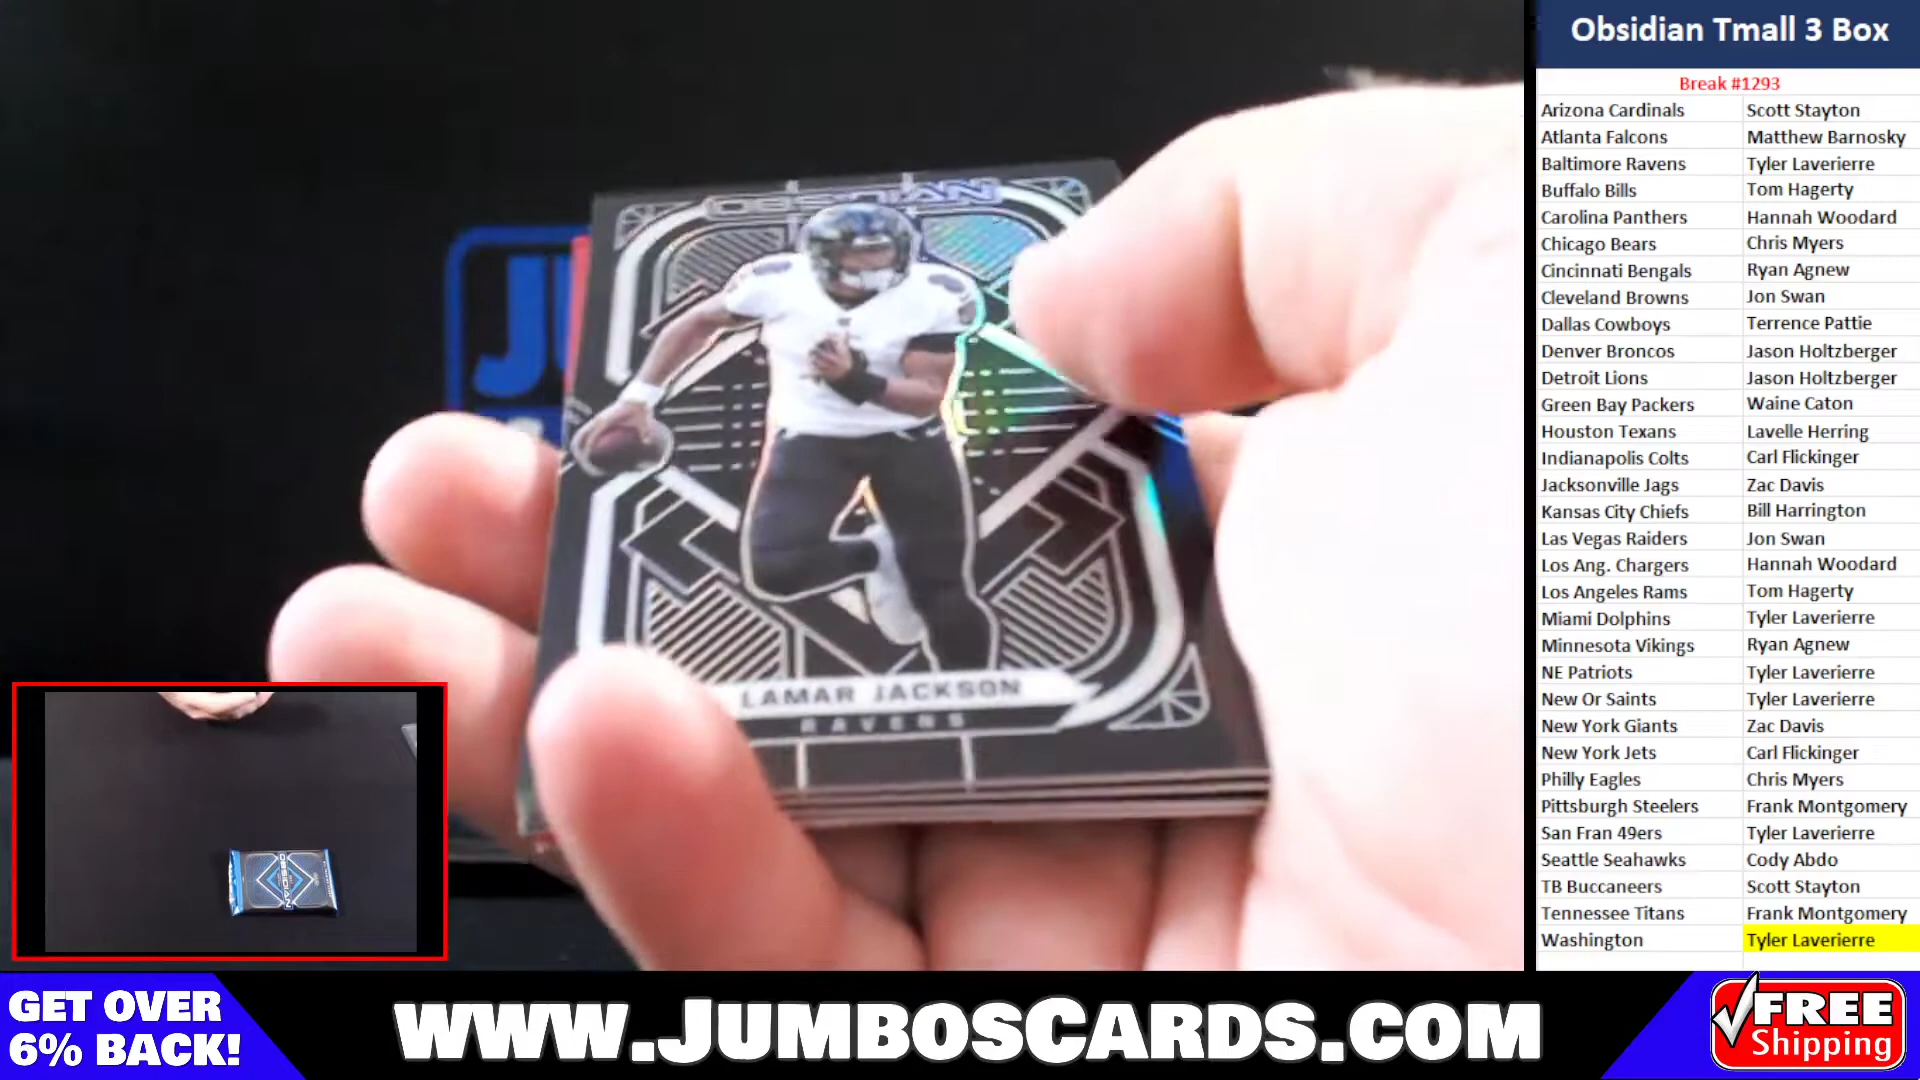 Obsidian Tmall 3 Box
Break #1293
Arizona Cardinals Scott Stayton
Atlanta Falcons Matthew Barnosky
Baltimore Ravens Tyler Laverierre
Buffalo Bills Tom Hagerty
Carolina Panthers Hannah Woodard
Chicago Bears Chris Myers
Cincinnati Bengals Ryan Agnew
Cleveland Browns Jon Swan
Dallas Cowboys Terrence Pattie
Denver Broncos Jason Holtzberger
Detroit Lions Jason Holtzberger
Green Bay Packers Waine Caton
Houston Texans Lavelle Herring
Indianapolis Colts Carl Flickinger
Jacksonville Jags Zac Davis
Kansas City Chiefs Bill Harrington
Las Vegas Raiders Jon Swan
Los Ang. Chargers Hannah Woodard
Los Angeles Rams Tom Hagerty
Miami Dolphins Tyler Laverierre
Minnesota Vikings Ryan Agnew
NE Patriots Tyler Laverierre
New Or Saints Tyler Laverierre
New York Giants Zac Davis
New York Jets Carl Flickinger
Philly Eagles Chris Myers
Pittsburgh Steelers Frank Montgomery
San Fran 49ers Tyler Laverierre
Seattle Seahawks Cody Abdo
TB Buccaneers Scott Stayton
Tennessee Titans Frank Montgomery
Washington Tyler Laverierre
OBSIDIAN
LAMAR JACKSON
RAVENS
JU
OBSIDIAN
GET OVER
6% BACK!
WWW.JUMBOSCARDS.COM
FREE
Shipping